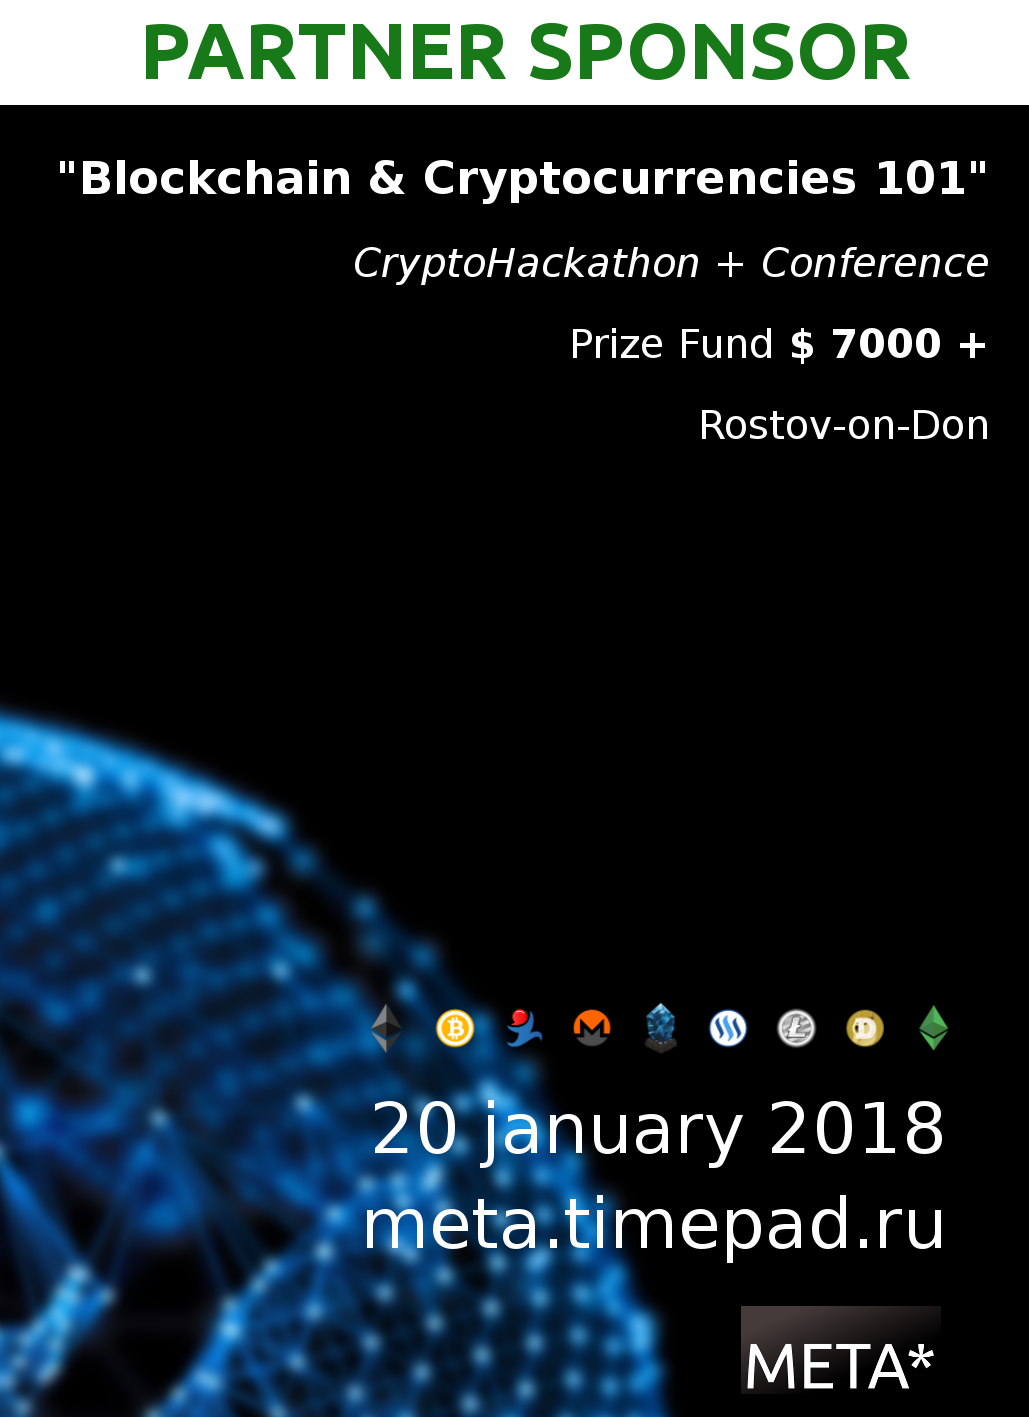 PARTNER SPONSOR
"Blockchain & Cryptocurrencies 101"
CryptoHackathon + Conference
Prize Fund $ 7000 +
Rostov-on-Don
20 january 2018
meta.timepad.ru
META*